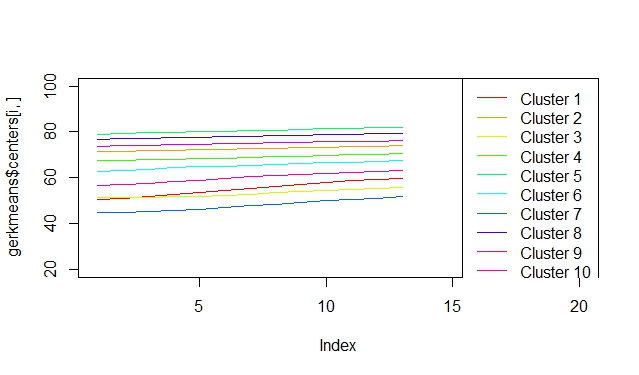 gerkmeans$centers[i, ]
100
80
60
40
20
5
10
15
20
Index
Cluster 1
Cluster 2
Cluster 3
Cluster 4
Cluster 5
Cluster 6
Cluster 7
Cluster 8
Cluster 9
Cluster 10